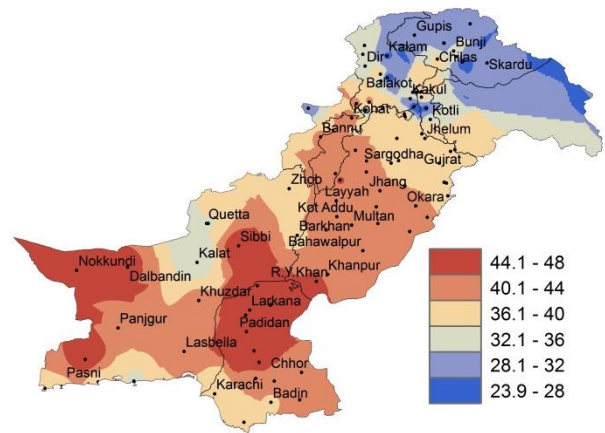 Gupis
Kalam
Bunji
Dir
Chilas
Skardu
Balakot
Kakul
Kohat
Kotli
Bannu
Jhelum
Sargodha
Gujrat
Zhob
Layyah
Jhang
Okara
Kot Addu
Quetta
Barkhan
Multan
Sibbi
Bahawalpur
Nokkundi
Kalat
Dalbandin
R.Y.Khan
Khanpur
Khuzdar
Larkana
Panjgur
Padidan
Lasbella
Pasni
Chhor
Karachi
Badin
44.1 - 48
40.1 - 44
36.1 - 40
32.1 - 36
28.1 - 32
23.9 - 28